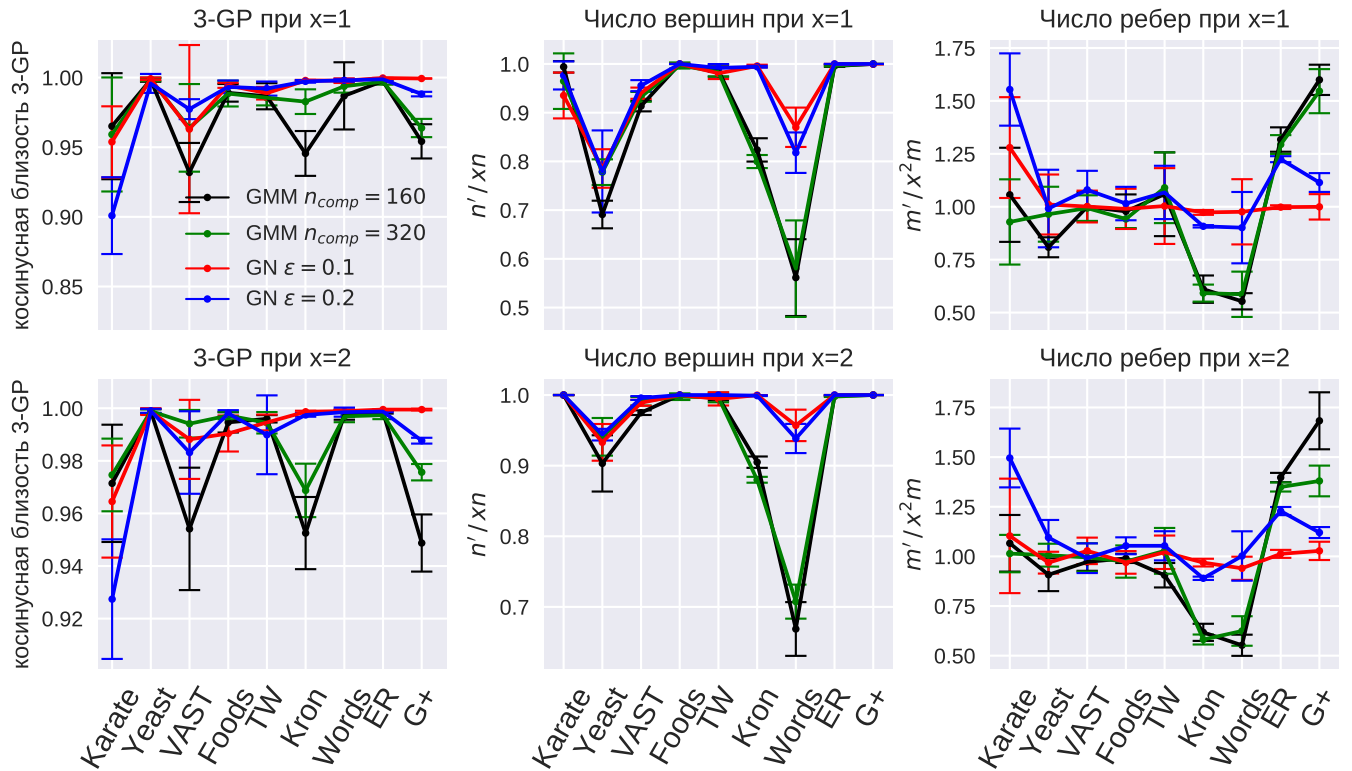 3-GP при x=1
Число вершин при x=1
Число ребер при x=1
косинусная близость 3-GP
1.00
0.95
0.90
0.85
GMM n_comp = 160
GMM n_comp = 320
GN ε = 0.1
GN ε = 0.2
n′ / xn
1.0
0.9
0.8
0.7
0.6
0.5
m′ / x²m
1.75
1.50
1.25
1.00
0.75
0.50
3-GP при x=2
Число вершин при x=2
Число ребер при x=2
косинусная близость 3-GP
1.00
0.98
0.96
0.94
0.92
n′ / xn
1.0
0.9
0.8
0.7
m′ / x²m
1.75
1.50
1.25
1.00
0.75
0.50
Karate
Yeast
VAST
Foods
TW
Kron
Words
ER
G+
Karate
Yeast
VAST
Foods
TW
Kron
Words
ER
G+
Karate
Yeast
VAST
Foods
TW
Kron
Words
ER
G+